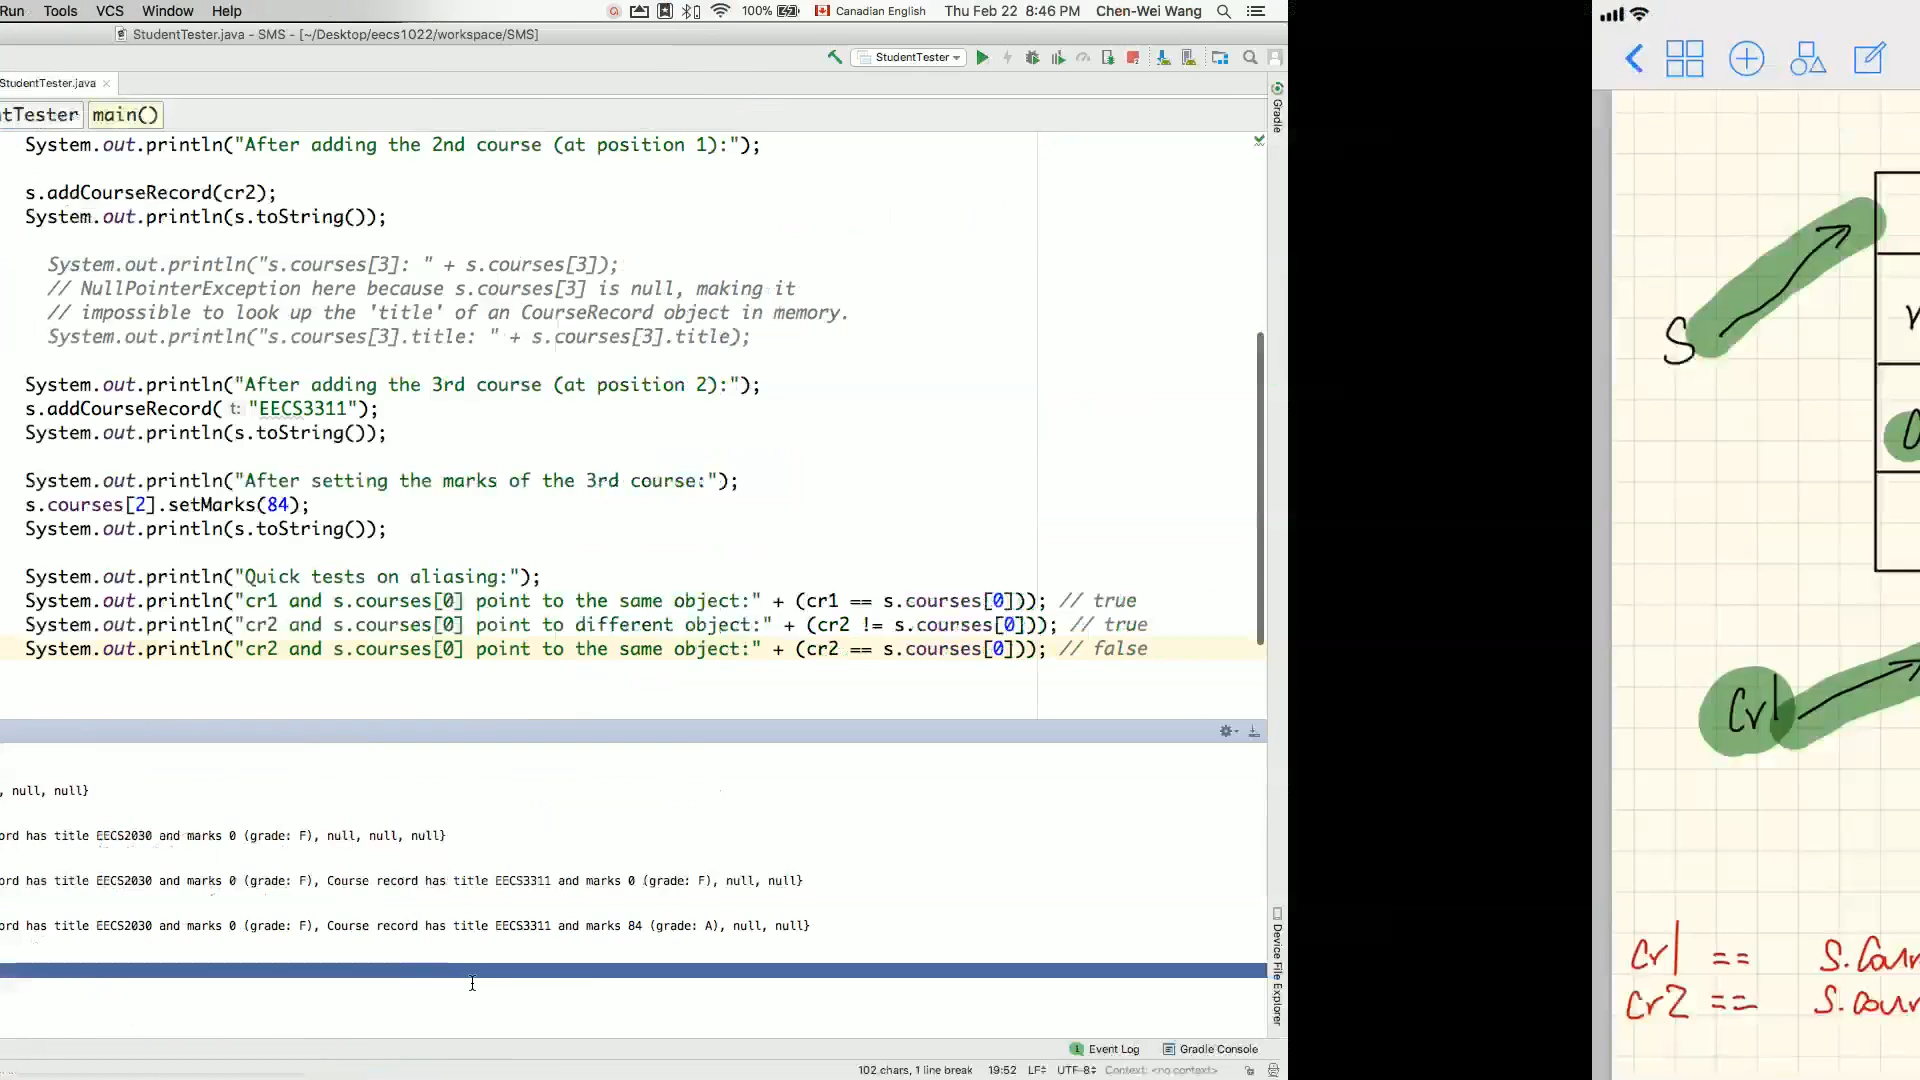 Run Tools VCS Window Help 100% Canadian English Thu Feb 22 8:46 PM Chen-Wei Wang
StudentTester.java - SMS - [~/Desktop/eecs1022/workspace/SMS]
StudentTester
StudentTester.java
ntTester main()
System.out.println("After adding the 2nd course (at position 1):");
s.addCourseRecord(cr2);
System.out.println(s.toString());
System.out.println("s.courses[3]: " + s.courses[3]);
// NullPointerException here because s.courses[3] is null, making it
// impossible to look up the 'title' of an CourseRecord object in memory.
System.out.println("s.courses[3].title: " + s.courses[3].title);
System.out.println("After adding the 3rd course (at position 2):");
s.addCourseRecord( t: "EECS3311");
System.out.println(s.toString());
System.out.println("After setting the marks of the 3rd course:");
s.courses[2].setMarks(84);
System.out.println(s.toString());
System.out.println("Quick tests on aliasing:");
System.out.println("cr1 and s.courses[0] point to the same object:" + (cr1 == s.courses[0])); // true
System.out.println("cr2 and s.courses[0] point to different object:" + (cr2 != s.courses[0])); // true
System.out.println("cr2 and s.courses[0] point to the same object:" + (cr2 == s.courses[0])); // false
, null, null}
ord has title EECS2030 and marks 0 (grade: F), null, null, null}
ord has title EECS2030 and marks 0 (grade: F), Course record has title EECS3311 and marks 0 (grade: F), null, null}
ord has title EECS2030 and marks 0 (grade: F), Course record has title EECS3311 and marks 84 (grade: A), null, null}
Event Log Gradle Console
102 chars, 1 line break 19:52 LF UTF-8 Context: <no context>
Gradle
Device File Explorer
S
Cr1
Cr1 == S.Cour
Cr2 == S.cour